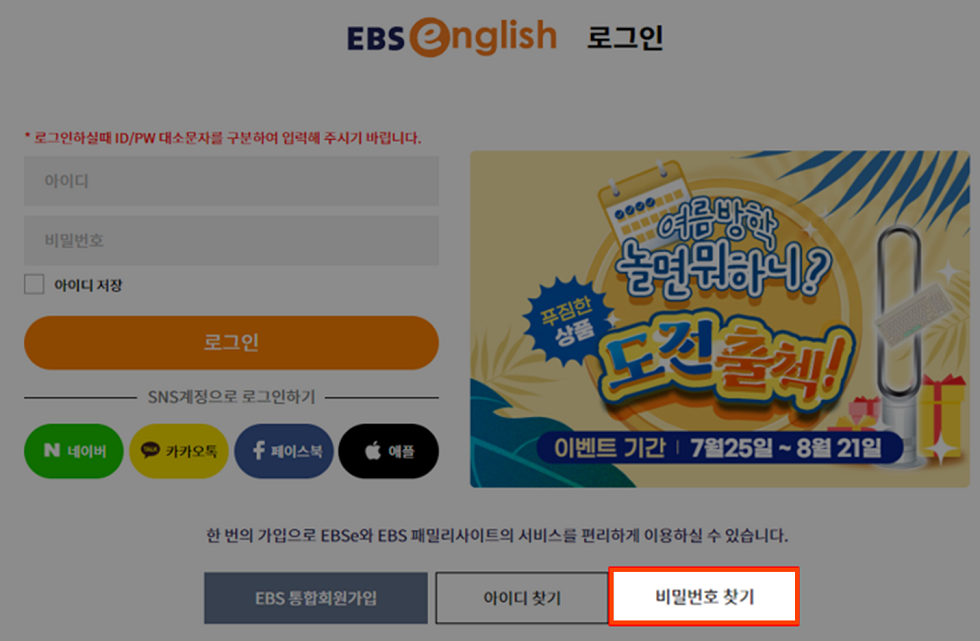 EBS english 로그인
* 로그인하실때 ID/PW 대소문자를 구분하여 입력해 주시기 바랍니다.
아이디
비밀번호
아이디 저장
로그인
SNS계정으로 로그인하기
N 네이버
TALK 카카오톡
f 페이스북
애플
여름방학
놀면뭐하니?
푸짐한
상품
도전출첵!
이벤트 기간 | 7월25일 ~ 8월 21일
한 번의 가입으로 EBSe와 EBS 패밀리사이트의 서비스를 편리하게 이용하실 수 있습니다.
EBS 통합회원가입
아이디 찾기
비밀번호 찾기